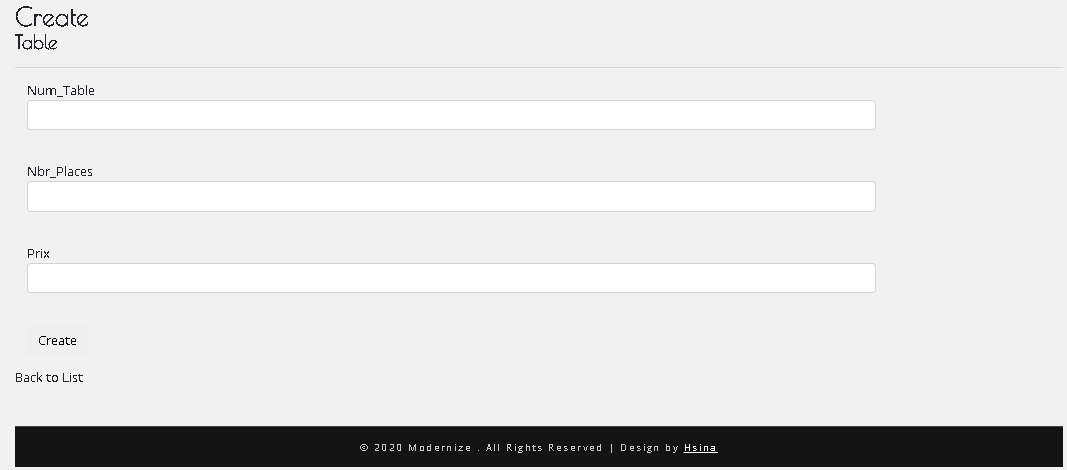 Create
Table
Num_Table
Nbr_Places
Prix
Create
Back to List
© 2020 Modernize . All Rights Reserved | Design by Hsina